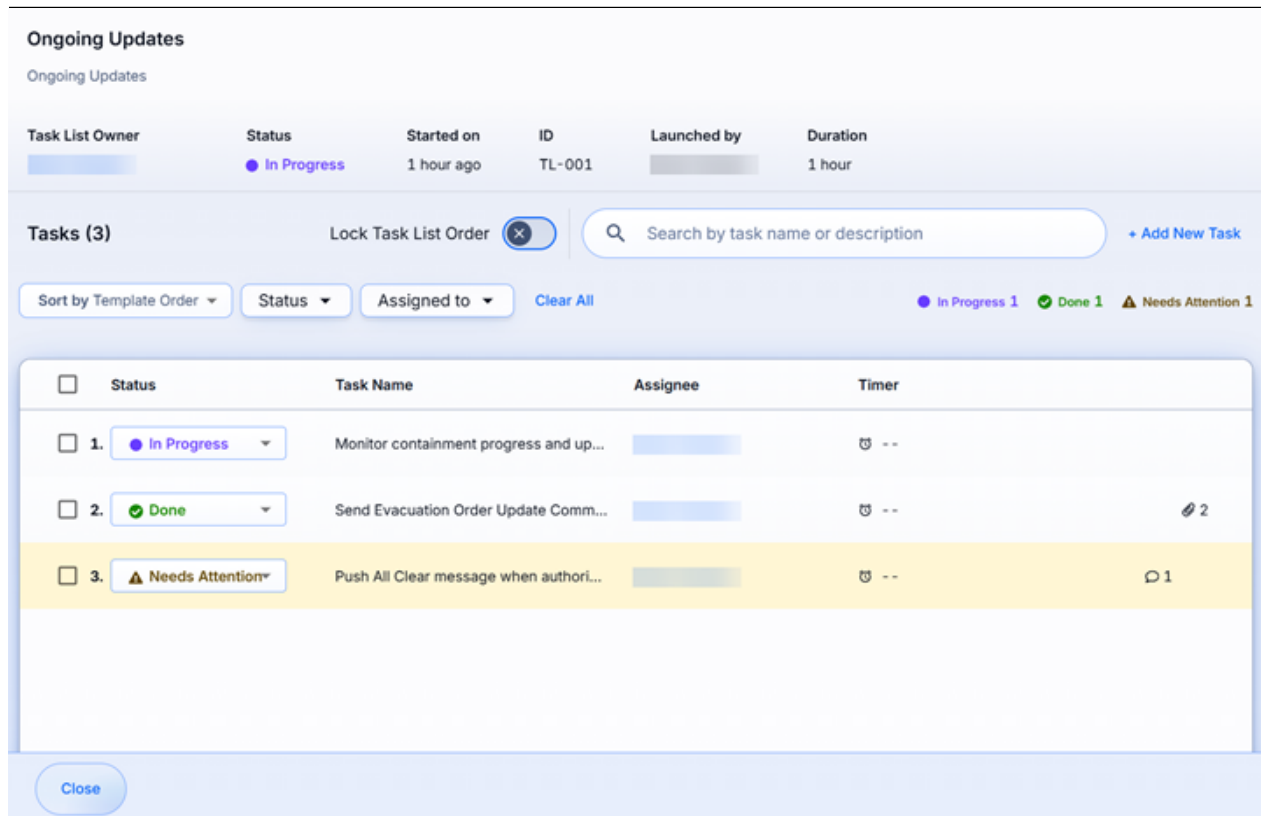 Ongoing Updates
Ongoing Updates
Task List Owner Status Started on ID Launched by Duration
In Progress 1 hour ago TL-001 1 hour
Tasks (3) Lock Task List Order Search by task name or description + Add New Task
Sort by Template Order Status Assigned to Clear All In Progress 1 Done 1 Needs Attention 1
Status Task Name Assignee Timer
1. In Progress Monitor containment progress and up... - -
2. Done Send Evacuation Order Update Comm... - - 2
3. Needs Attention Push All Clear message when authori... - - 1
Close